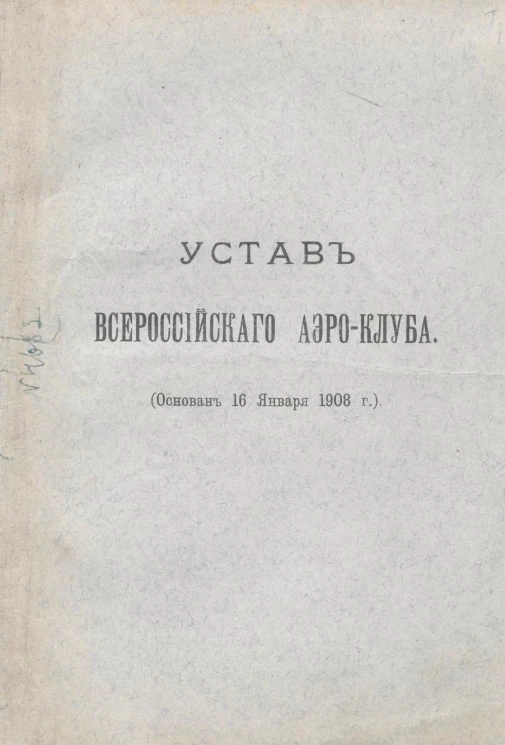 УСТАВЪ
ВСЕРОССІЙСКАГО АЭРО-КЛУБА.
(Основанъ 16 Января 1908 г.).